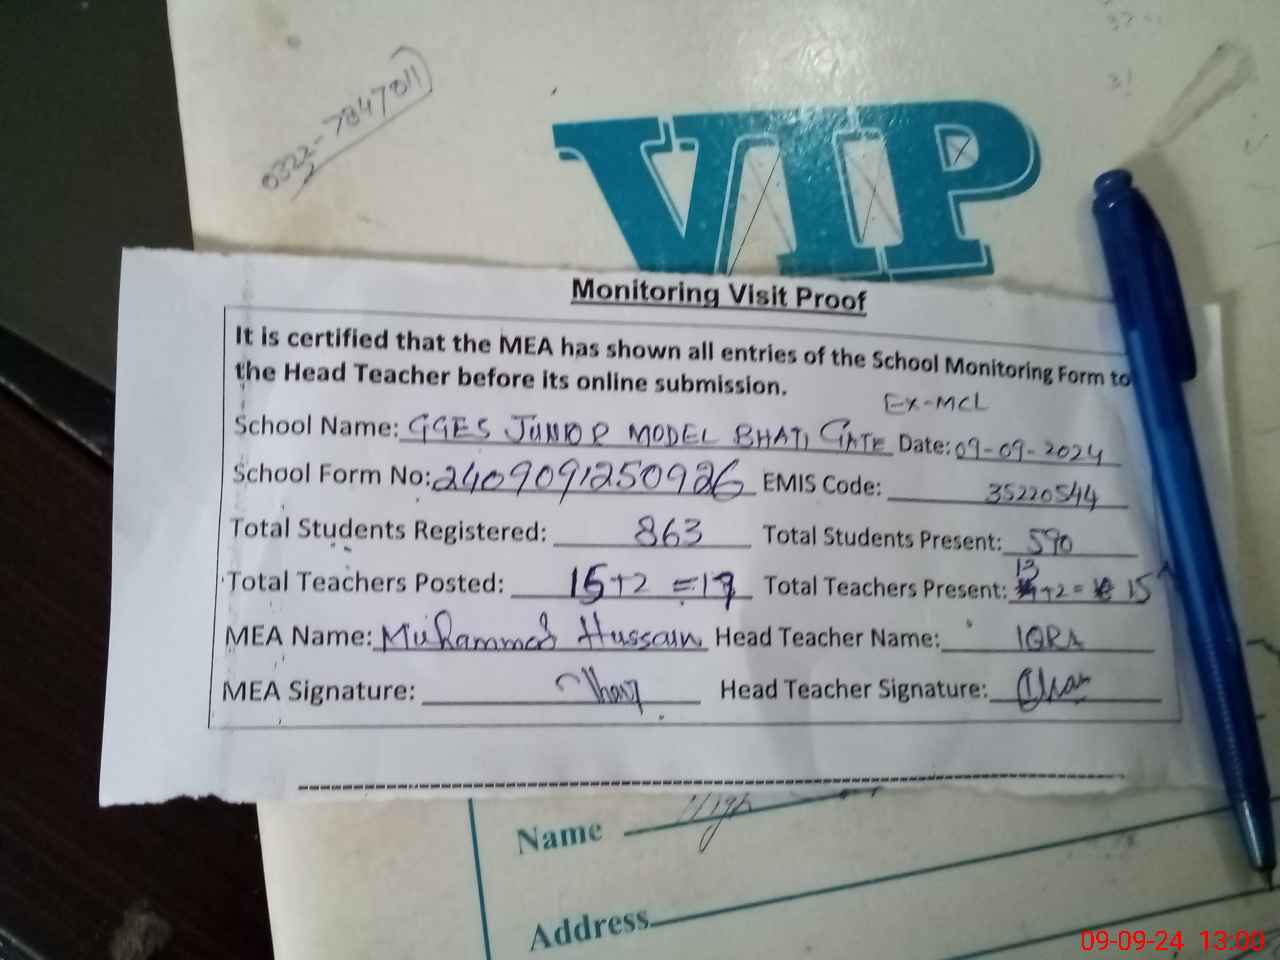 0322-7847811
VIP
Monitoring Visit Proof
It is certified that the MEA has shown all entries of the School Monitoring Form to
the Head Teacher before its online submission.
EX-MCL
School Name: GGES JUNIOR MODEL BHATI GATE Date: 09-09-2024
School Form No: 2409091250926 EMIS Code: 35220544
Total Students Registered: 863 Total Students Present: 590
13
Total Teachers Posted: 15+2 =17 Total Teachers Present: +2= 15
MEA Name: Muhammad Hussain Head Teacher Name: IQRA
MEA Signature: Head Teacher Signature:
Name High
Address
09-09-24 13:00